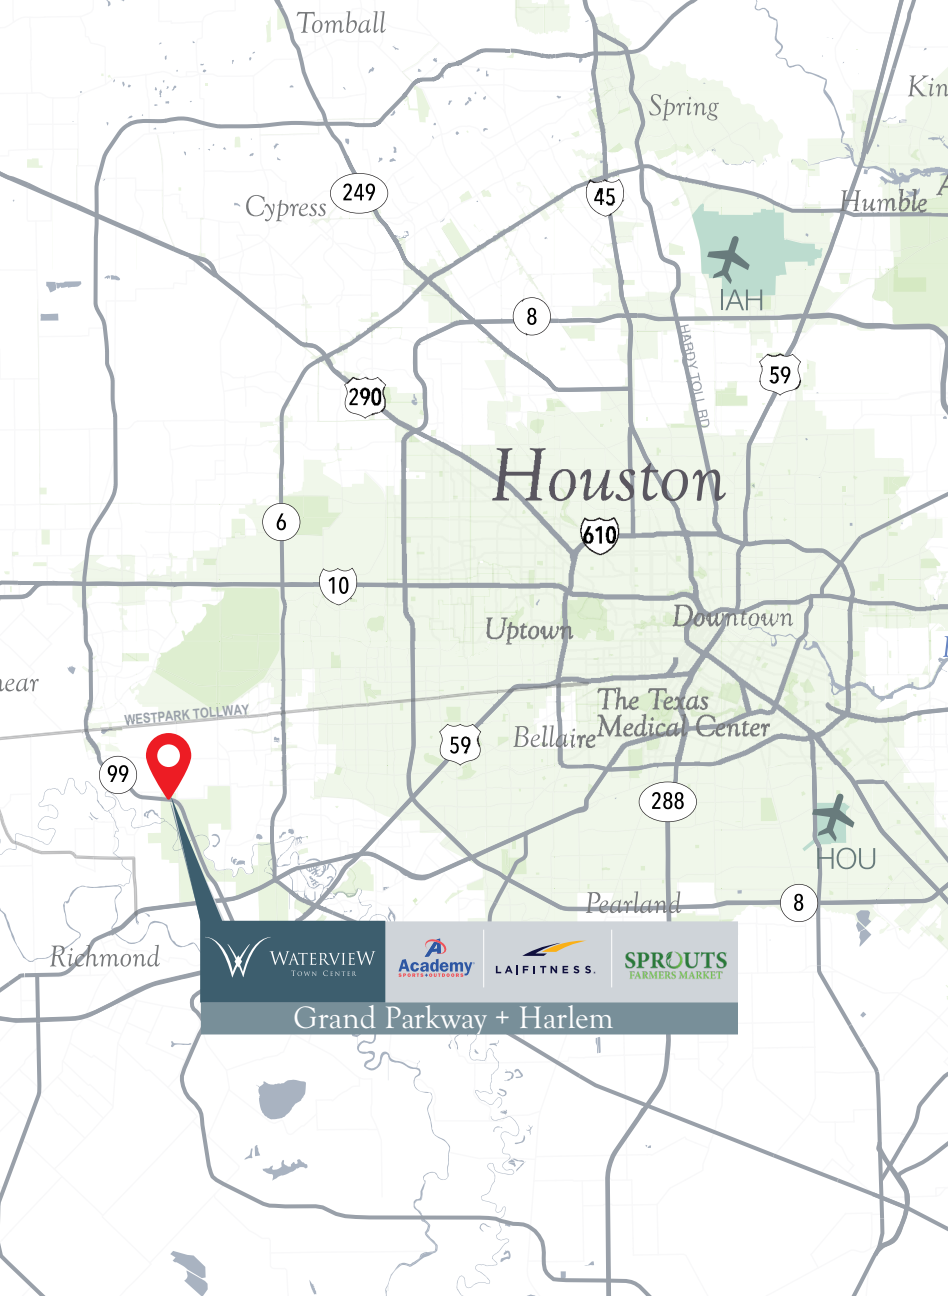 Tomball
Kin
Spring
249
45
Cypress
Humble
A
IAH
8
HARDY TOLL RD
59
290
Houston
6
610
10
Uptown
Downtown
near
WESTPARK TOLLWAY
The Texas
Medical Center
59
Bellaire
99
288
HOU
Pearland
8
Richmond
WATERVIEW
TOWN CENTER
Academy
SPORTS+OUTDOORS
LA|FITNESS.
SPROUTS
FARMERS MARKET
Grand Parkway + Harlem